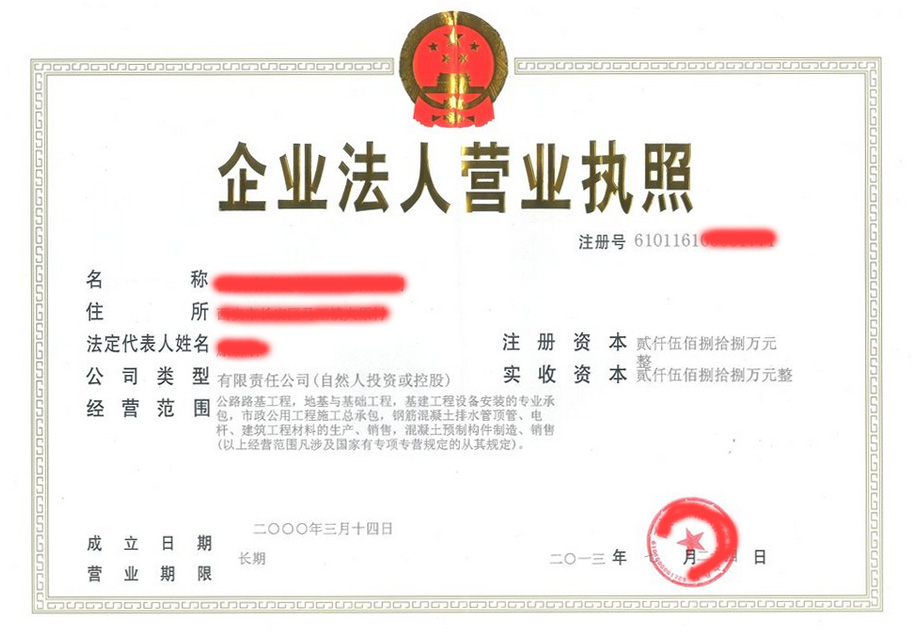 企业法人营业执照
注册号 6101161
名称
住所
法定代表人姓名
注册资本 贰仟伍佰捌拾捌万元整
公司类型 有限责任公司(自然人投资或控股)
实收资本 贰仟伍佰捌拾捌万元整
经营范围 公路路基工程，地基与基础工程，基建工程设备安装的专业承
包，市政公用工程施工总承包，钢筋混凝土排水管顶管、电
杆、建筑工程材料的生产、销售，混凝土预制构件制造、销售
(以上经营范围凡涉及国家有专项专营规定的从其规定)。
成立日期 二〇〇〇年三月十四日
营业期限 长期
二〇一三年 月 日